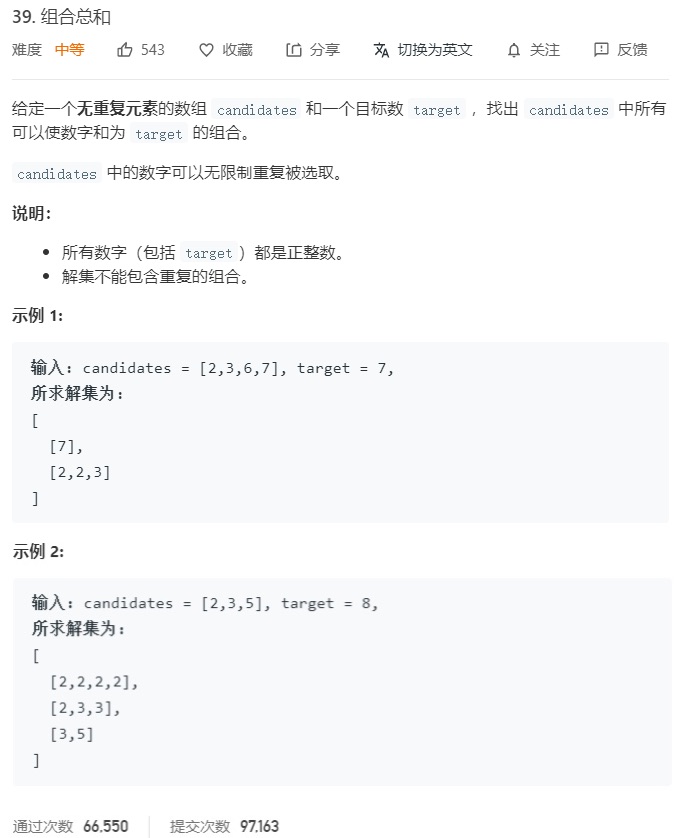 39. 组合总和
难度 中等 543 收藏 分享 切换为英文 关注 反馈
给定一个无重复元素的数组 candidates 和一个目标数 target ，找出 candidates 中所有
可以使数字和为 target 的组合。
candidates 中的数字可以无限制重复被选取。
说明：
所有数字（包括 target ）都是正整数。
解集不能包含重复的组合。
示例 1:
输入: candidates = [2,3,6,7], target = 7,
所求解集为:
[
[7],
[2,2,3]
]
示例 2:
输入: candidates = [2,3,5], target = 8,
所求解集为:
[
[2,2,2,2],
[2,3,3],
[3,5]
]
通过次数 66,550 提交次数 97,163